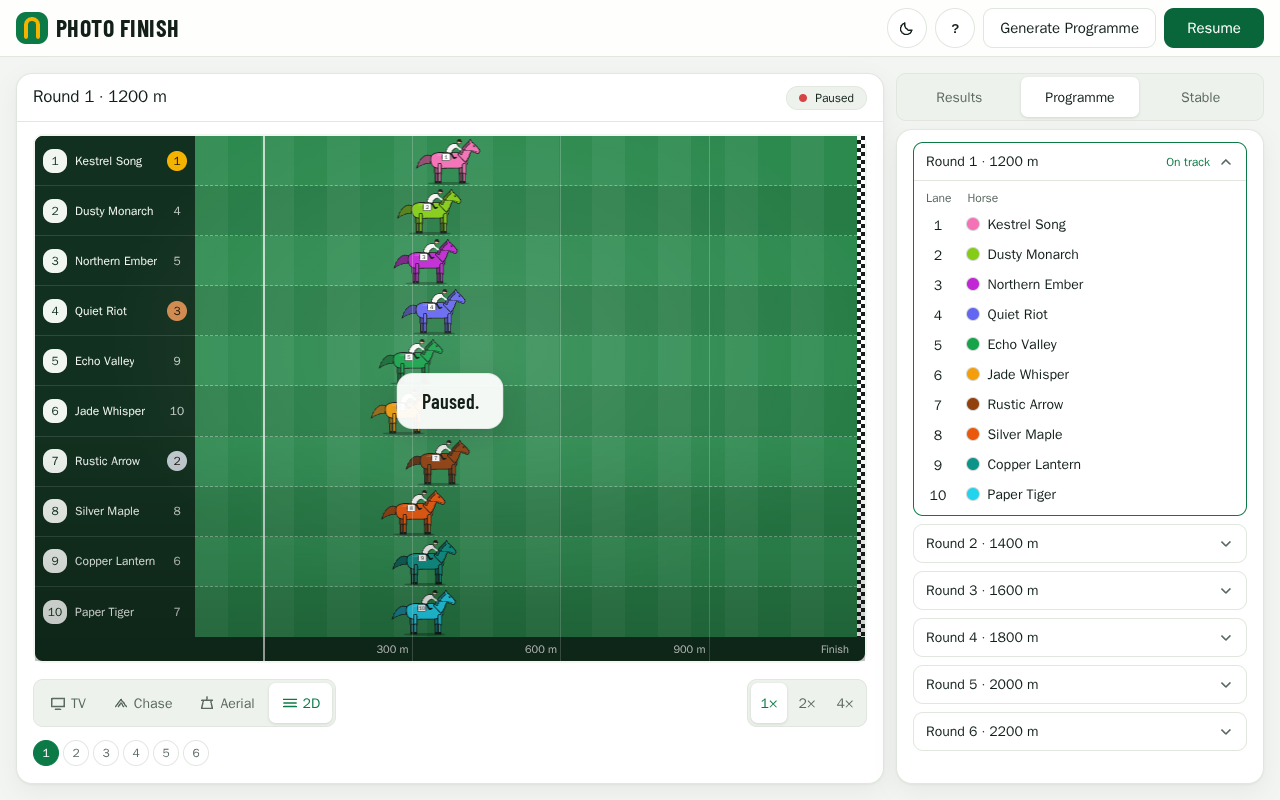 PHOTO FINISH
?
Generate Programme
Resume
Round 1 · 1200 m
Paused
1 Kestrel Song 1
2 Dusty Monarch 4
3 Northern Ember 5
4 Quiet Riot 3
5 Echo Valley 9
6 Jade Whisper 10
7 Rustic Arrow 2
8 Silver Maple 8
9 Copper Lantern 6
10 Paper Tiger 7
Paused.
300 m
600 m
900 m
Finish
TV
Chase
Aerial
2D
1×
2×
4×
1 2 3 4 5 6
Results
Programme
Stable
Round 1 · 1200 m On track
Lane Horse
1 Kestrel Song
2 Dusty Monarch
3 Northern Ember
4 Quiet Riot
5 Echo Valley
6 Jade Whisper
7 Rustic Arrow
8 Silver Maple
9 Copper Lantern
10 Paper Tiger
Round 2 · 1400 m
Round 3 · 1600 m
Round 4 · 1800 m
Round 5 · 2000 m
Round 6 · 2200 m